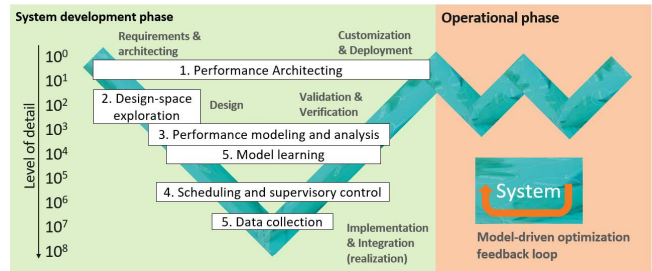 System development phase
Operational phase
Requirements &
architecting
Customization
& Deployment
Level of detail
10⁰
10¹
10²
10³
10⁴
10⁵
10⁶
10⁷
10⁸
1. Performance Architecting
2. Design-space
exploration
Design
Validation &
Verification
3. Performance modeling and analysis
5. Model learning
4. Scheduling and supervisory control
5. Data collection
Implementation
& Integration
(realization)
System
Model-driven optimization
feedback loop